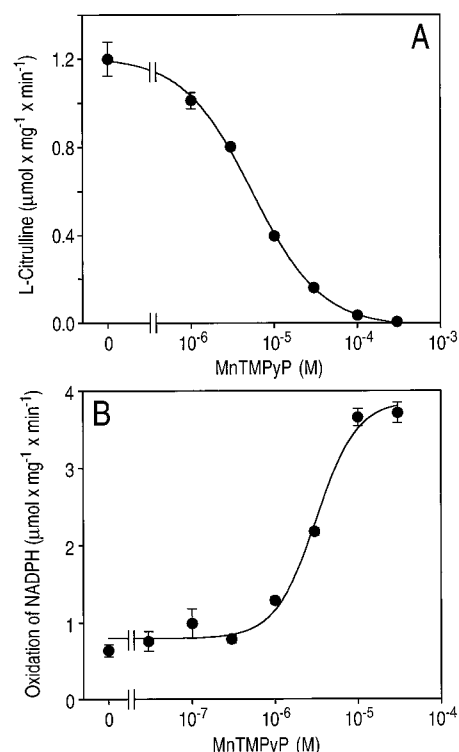 A
L-Citrulline (μmol x mg⁻¹ x min⁻¹)
1.2
0.8
0.4
0.0
0 10⁻⁶ 10⁻⁵ 10⁻⁴ 10⁻³
MnTMPyP (M)
B
Oxidation of NADPH (μmol x mg⁻¹ x min⁻¹)
4
3
2
1
0
0 10⁻⁷ 10⁻⁶ 10⁻⁵ 10⁻⁴
MnTMPyP (M)